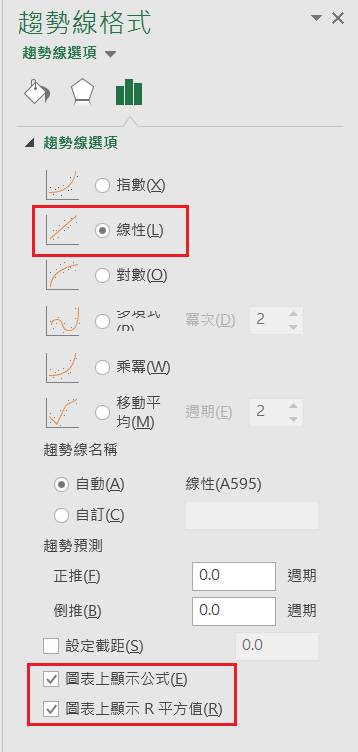 趨勢線格式
趨勢線選項
趨勢線選項
指數(X)
線性(L)
對數(O)
多項式(P) 冪次(D) 2
乘冪(W)
移動平
均(M) 週期(E) 2
趨勢線名稱
自動(A) 線性(A595)
自訂(C)
趨勢預測
正推(F) 0.0 週期
倒推(B) 0.0 週期
設定截距(S) 0.0
圖表上顯示公式(E)
圖表上顯示 R 平方值(R)